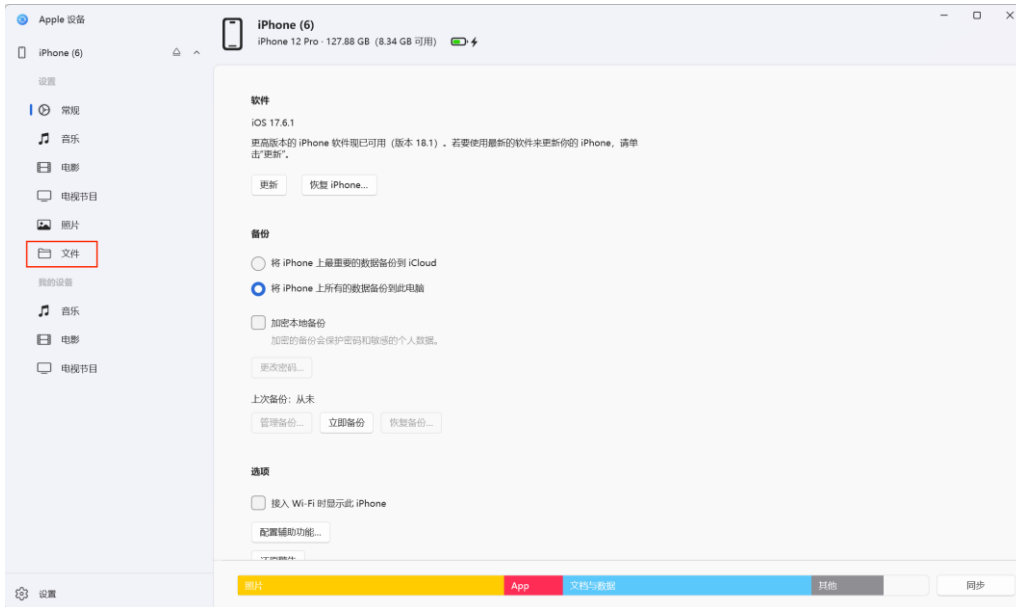 Apple 设备
iPhone (6)
设置
常规
音乐
电影
电视节目
照片
文件
我的设备
音乐
电影
电视节目
设置
iPhone (6)
iPhone 12 Pro · 127.88 GB (8.34 GB 可用)
软件
iOS 17.6.1
更高版本的 iPhone 软件现已可用（版本 18.1）。若要使用最新的软件来更新你的 iPhone，请单
击“更新”。
更新 恢复 iPhone...
备份
将 iPhone 上最重要的数据备份到 iCloud
将 iPhone 上所有的数据备份到此电脑
加密本地备份
加密的备份会保护密码和敏感的个人数据。
更改密码...
上次备份：从未
管理备份... 立即备份 恢复备份...
选项
接入 Wi-Fi 时显示此 iPhone
配置辅助功能...
照片 App 文档与数据 其他 同步